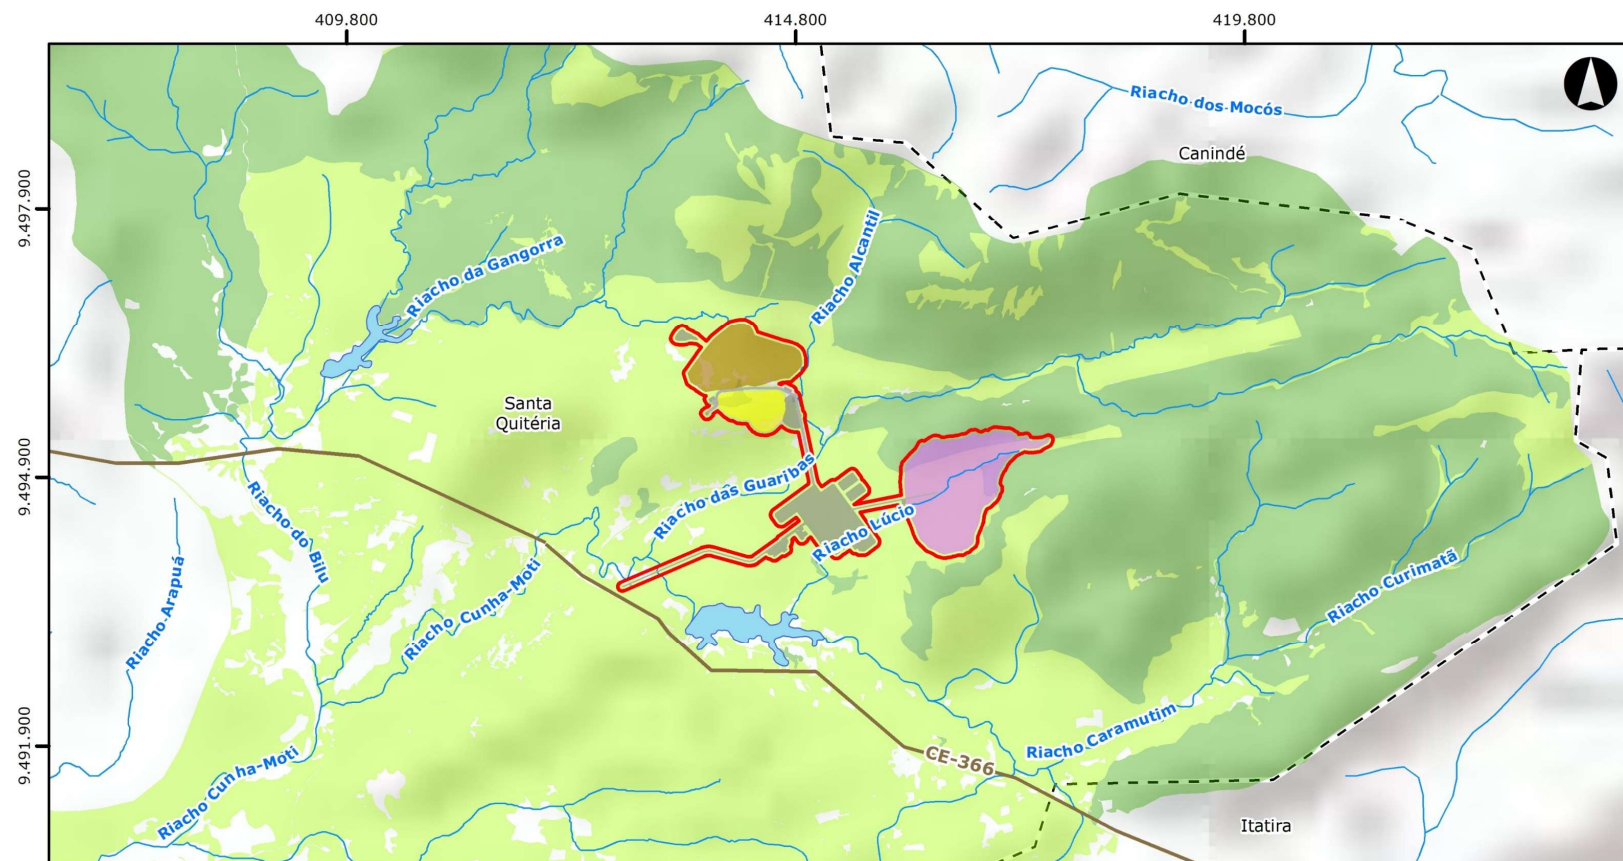 409.800
414.800
419.800
9.497.900
9.494.900
9.491.900
Riacho dos Mocós
Canindé
Riacho Alcantil
Riacho da Gangorra
Santa
Quitéria
Riacho das Guaribas
Riacho Lúcio
Riacho do Bilu
Riacho Arapuá
Riacho Cunha-Moti
Riacho Curimatã
Riacho Caramutim
CE-366
Riacho Cunha-Moti
Itatira